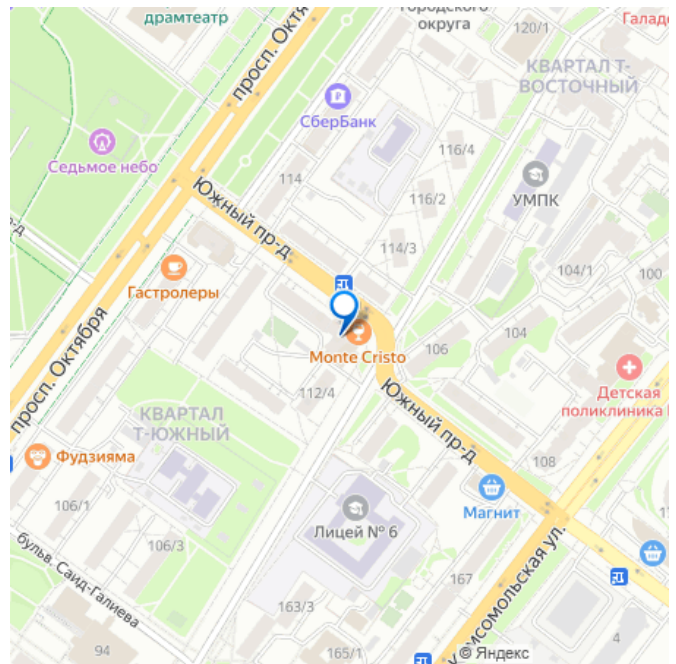 городского
округа
драмтеатр
120/1
КВАРТАЛ Т-
ВОСТОЧНЫЙ
просп. Октя
СберБанк
Седьмое небо
116/4
114
УМПК
Южный пр-д
116/2
114/3
104/1
100
Гастролеры
Monte Cristo
106
104
Детская
поликлиника
просп. Октября
112/4
КВАРТАЛ
Т-ЮЖНЫЙ
Южный пр-д
Фудзияма
108
106/1
Магнит
Лицей № 6
106/3
бульв. Саид-Галиева
167
163/3
94
165/1
4
© Яндекс